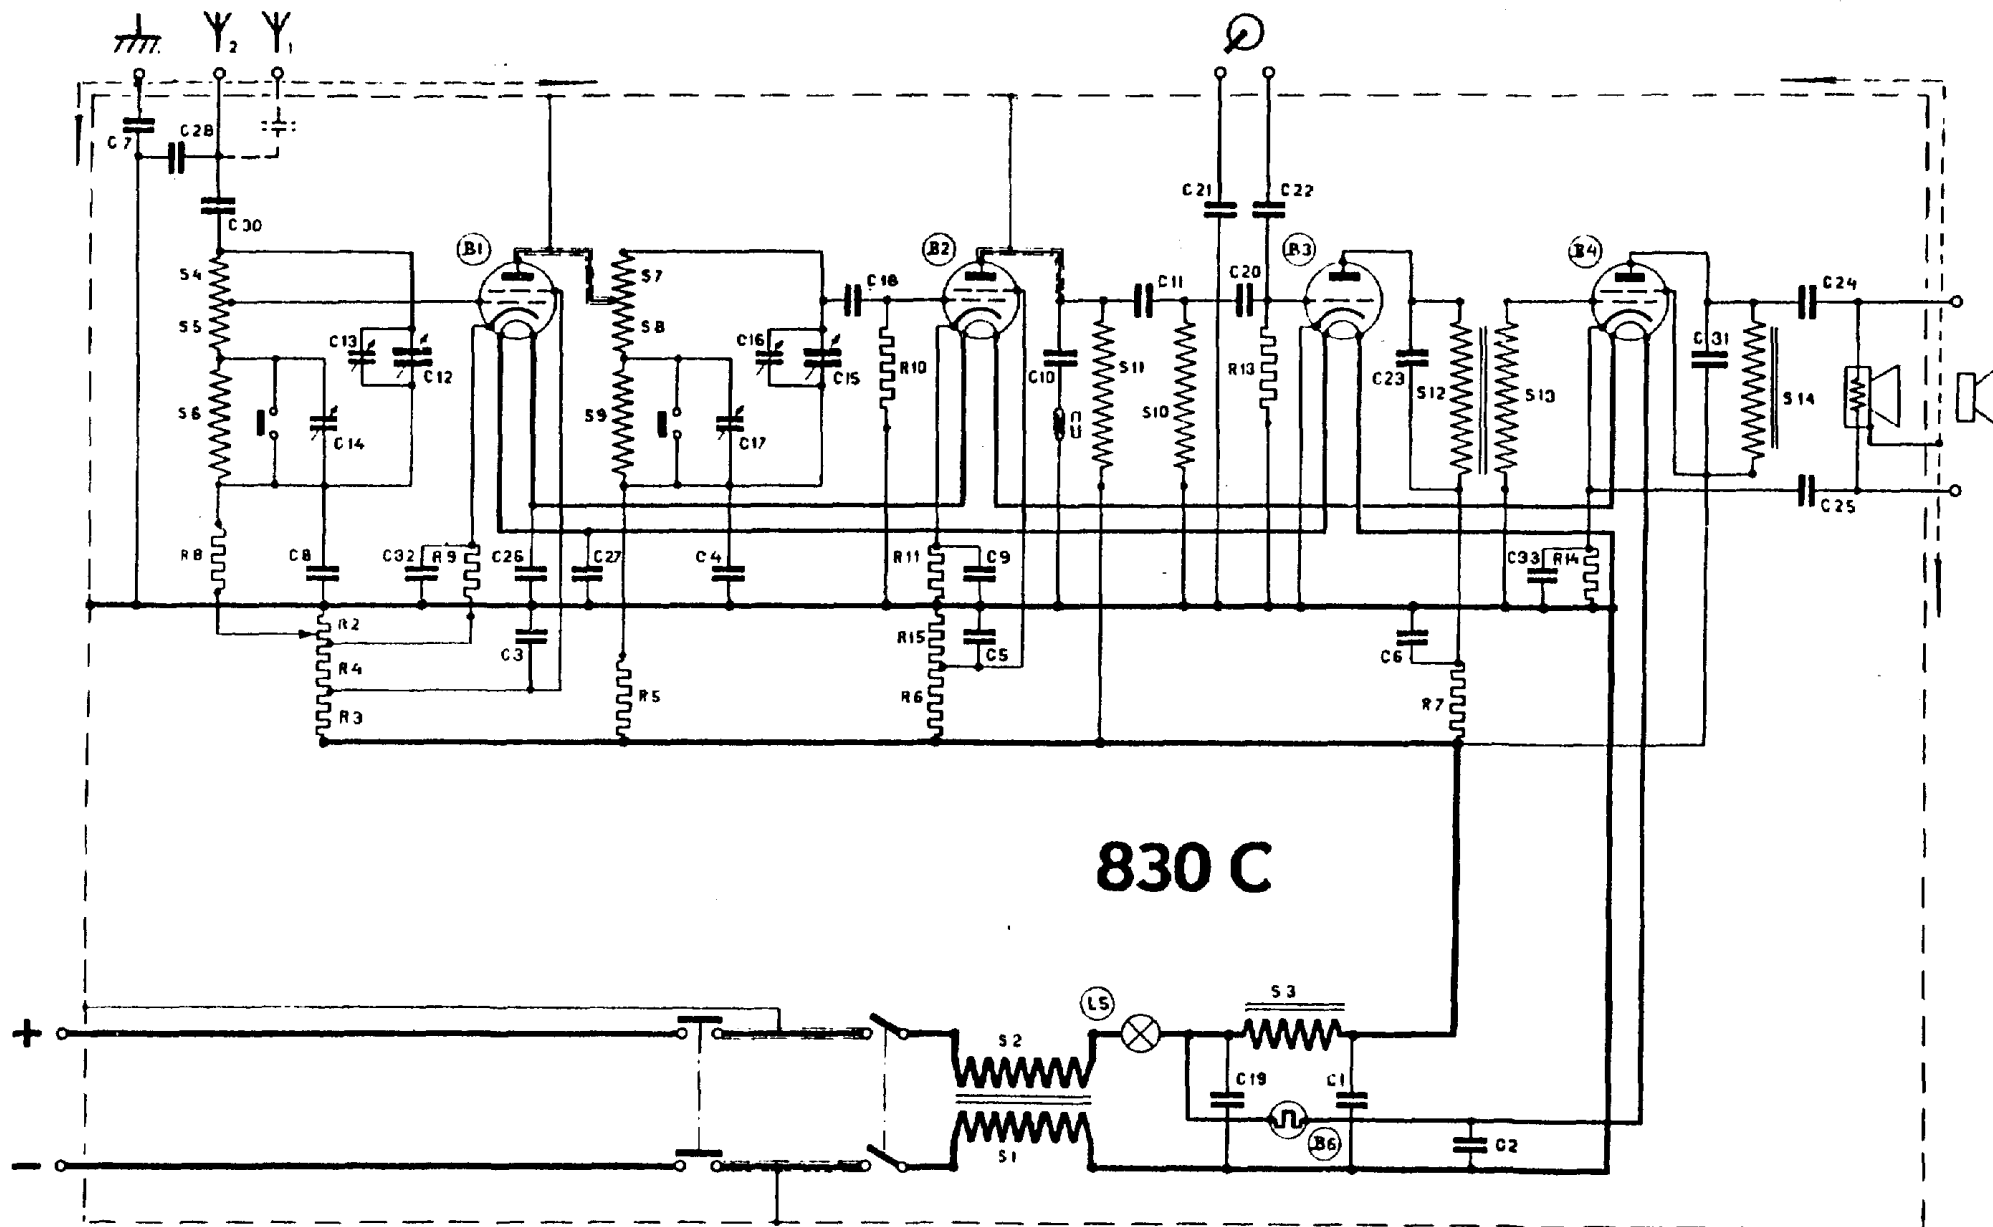 2 1
C7 C28
C30
C21 C22
B1 B2 B3 B4
S4 S7 C18 C11 C20 C24
S5 S8
C13 C16 C31
C12 C15 R10 C10 S11 R13 C23 S12 S13 S14
S6 C14 S9 C17 S10
C25
R8 C8 C32 R9 C26 C27 C4 R11 C9 C33 R14
R2 R15
R4 C3 C5 C6
R3 R5 R6 R7
830 C
+
L5 S3
S2
C19 C1
B6 C2
S1
−